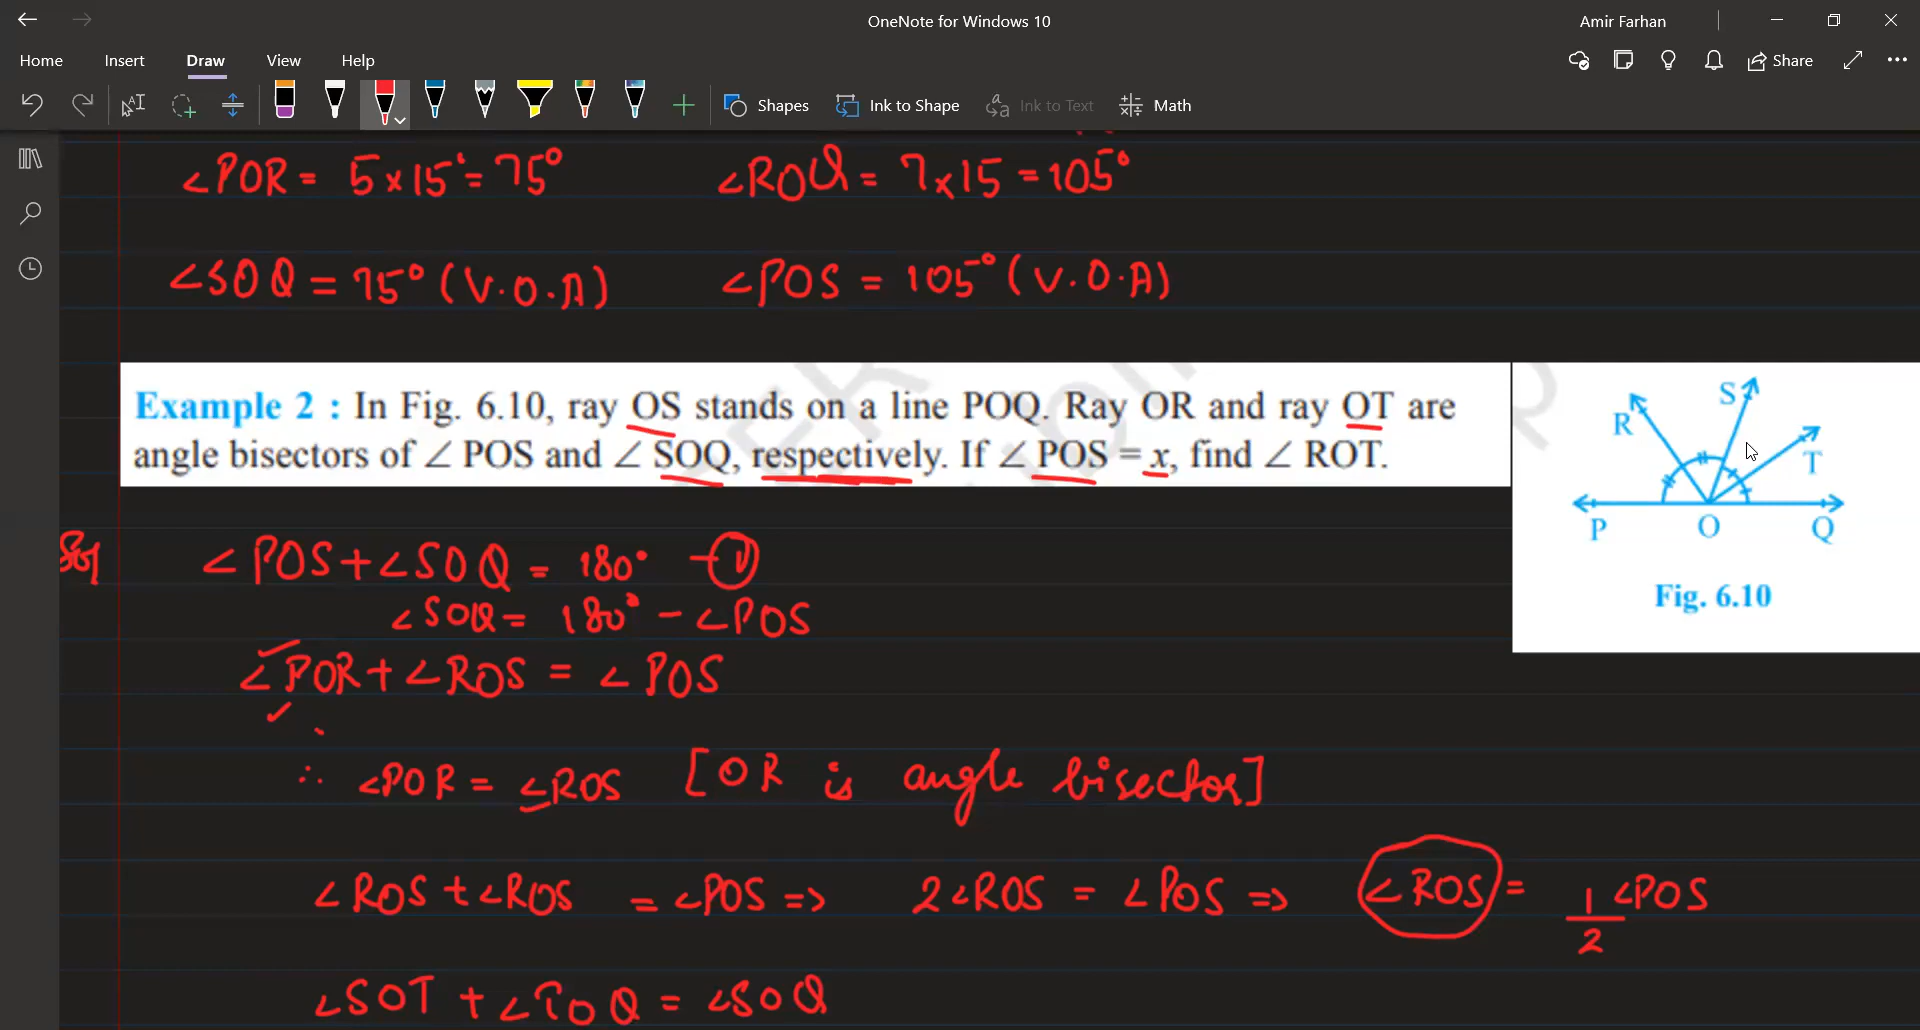 OneNote for Windows 10
Amir Farhan
Home Insert Draw View Help
Share
Shapes Ink to Shape Ink to Text Math
∠POR = 5×15° = 75° ∠ROQ = 7×15 = 105°
∠SOQ = 75° (V.O.A) ∠POS = 105° (V.O.A)
Example 2 : In Fig. 6.10, ray OS stands on a line POQ. Ray OR and ray OT are
angle bisectors of ∠ POS and ∠ SOQ, respectively. If ∠ POS = x, find ∠ ROT.
S
R
T
P O Q
Fig. 6.10
Sol
∠POS + ∠SOQ = 180° –①
∠SOQ = 180° – ∠POS
∠POR + ∠ROS = ∠POS
∴ ∠POR = ∠ROS [OR is angle bisector]
∠ROS + ∠ROS = ∠POS ⇒ 2∠ROS = ∠POS ⇒ ∠ROS = 1/2 ∠POS
∠SOT + ∠TOQ = ∠SOQ